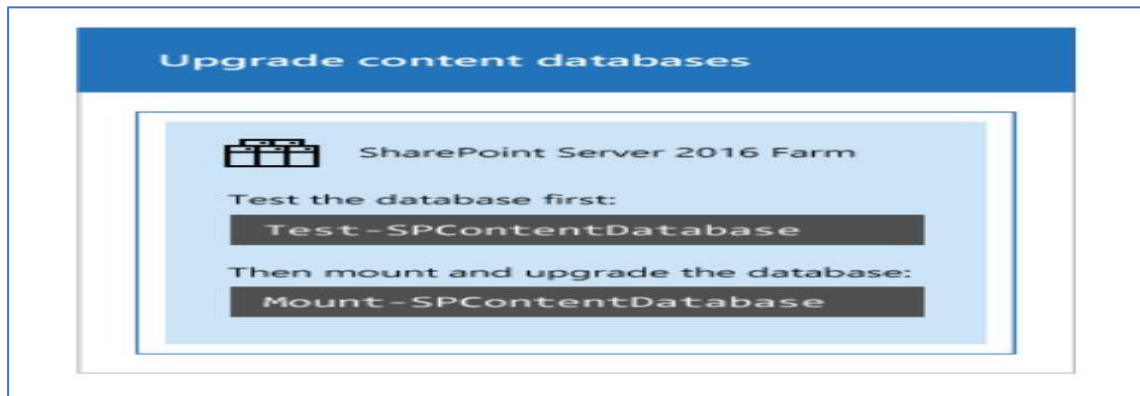 Upgrade content databases
SharePoint Server 2016 Farm
Test the database first:
Test-SPContentDatabase
Then mount and upgrade the database:
Mount-SPContentDatabase